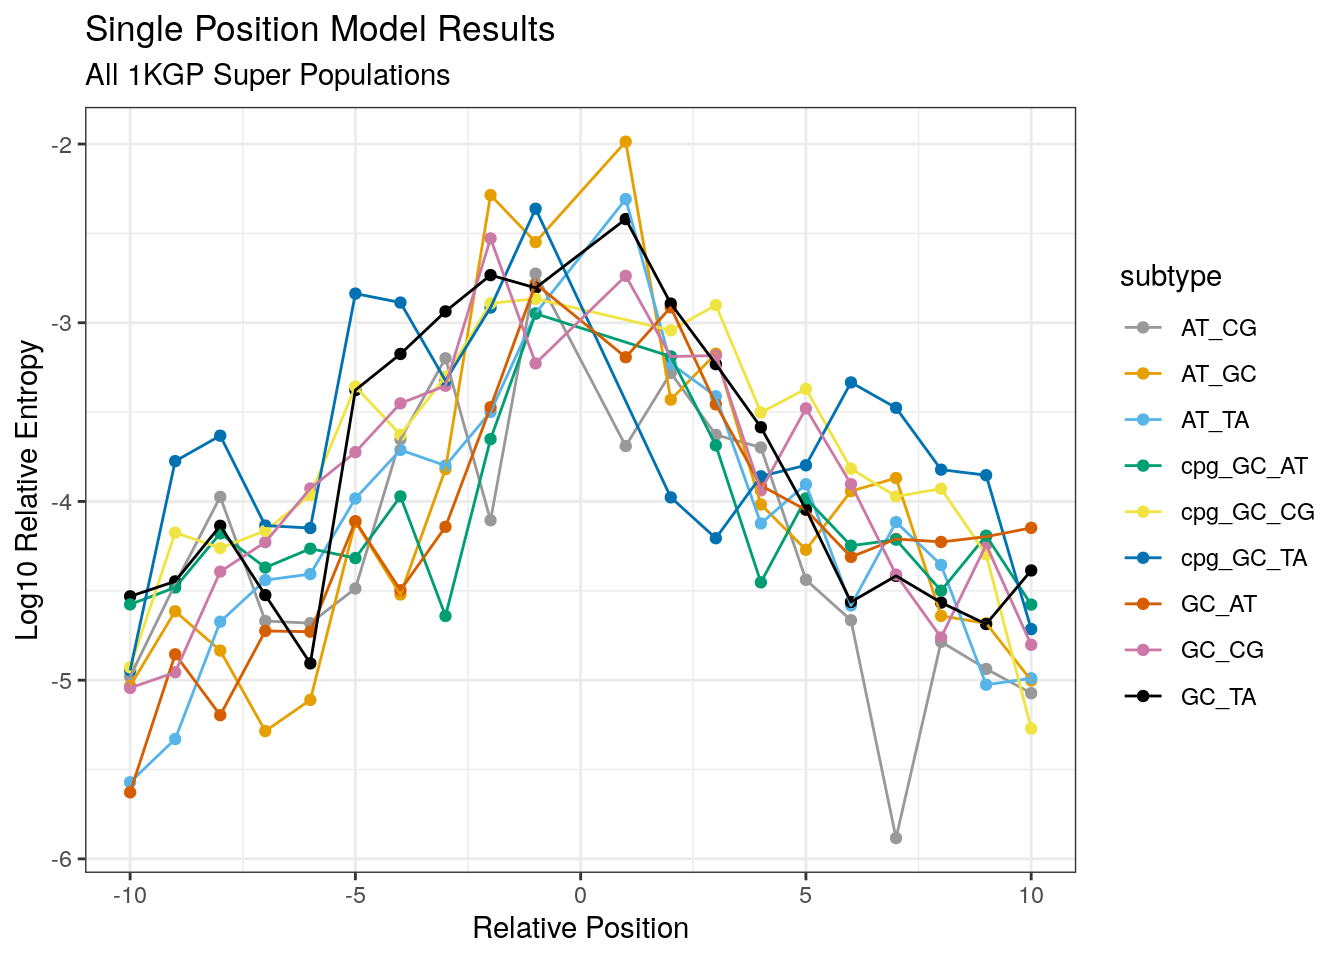 Single Position Model Results
All 1KGP Super Populations
-2
-3
-4
-5
-6
Log10 Relative Entropy
-10
-5
0
5
10
Relative Position
subtype
AT_CG
AT_GC
AT_TA
cpg_GC_AT
cpg_GC_CG
cpg_GC_TA
GC_AT
GC_CG
GC_TA